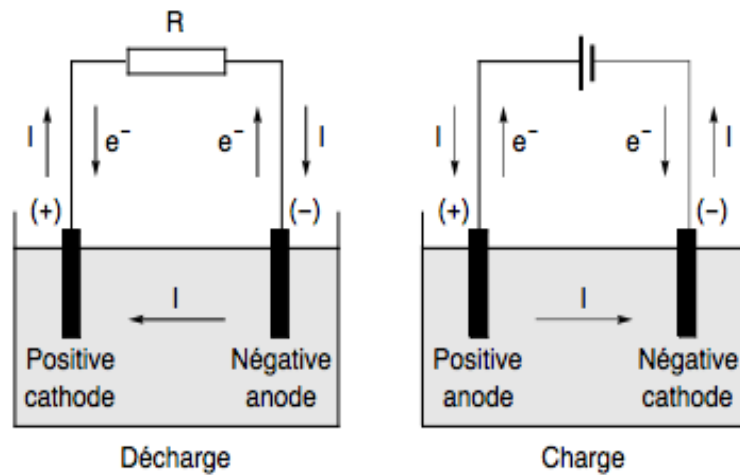 R
I
e⁻
e⁻
I
(+)
(−)
I
Positive
cathode
Négative
anode
Décharge
I
e⁻
e⁻
I
(+)
(−)
I
Positive
anode
Négative
cathode
Charge